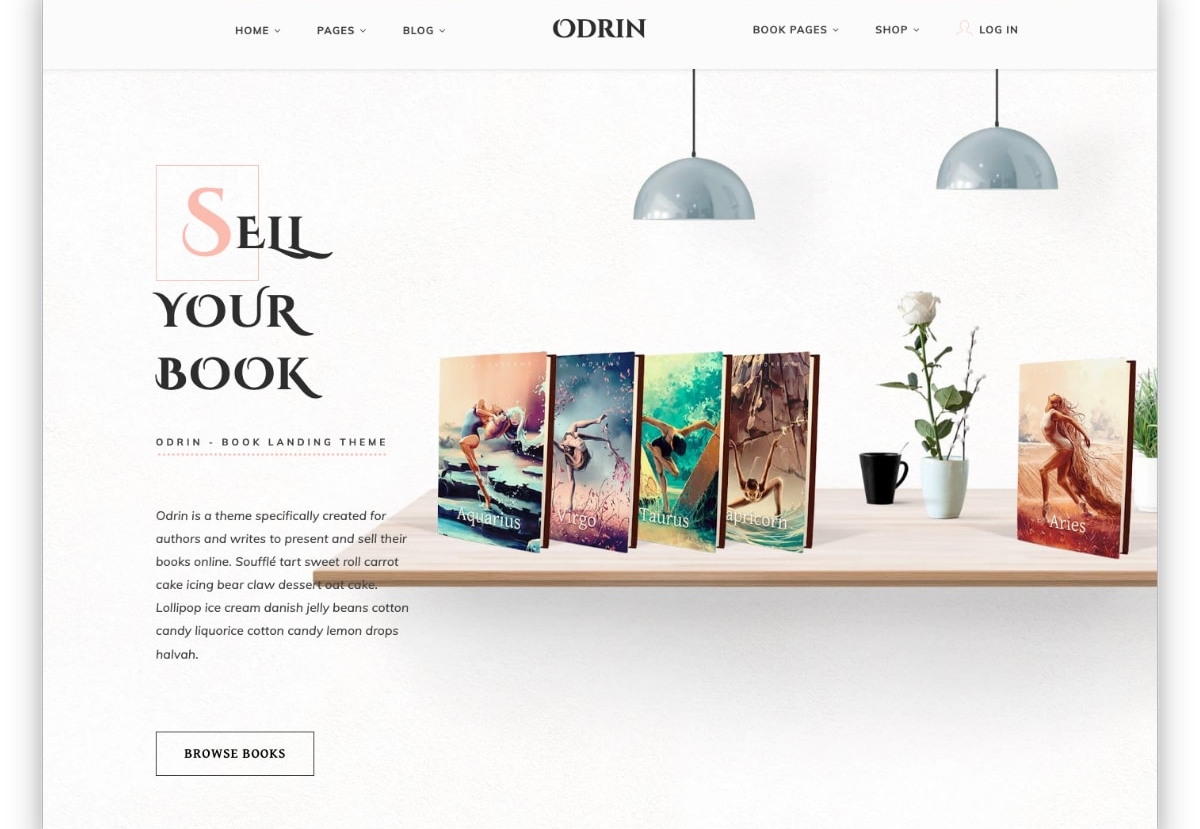 HOME
PAGES
BLOG
ODRIN
BOOK PAGES
SHOP
LOG IN
SELL
YOUR
BOOK
ODRIN - BOOK LANDING THEME
Odrin is a theme specifically created for
authors and writes to present and sell their
books online. Soufflé tart sweet roll carrot
cake icing bear claw dessert oat cake.
Lollipop ice cream danish jelly beans cotton
candy liquorice cotton candy lemon drops
halvah.
BROWSE BOOKS
Aquarius
Virgo
Taurus
apricorn
Aries